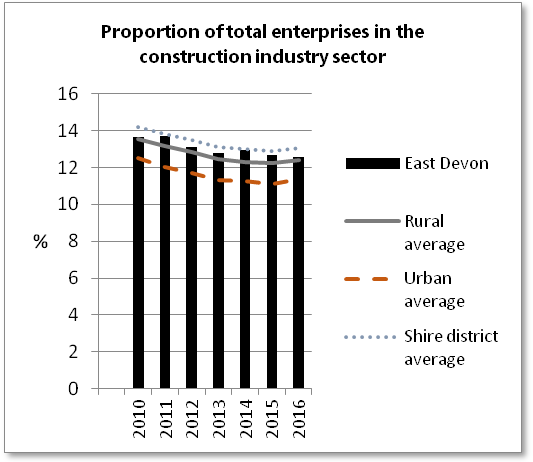 Proportion of total enterprises in the
construction industry sector
16
14
12
10
8
6
4
2
0
%
2010
2011
2012
2013
2014
2015
2016
East Devon
Rural
average
Urban
average
Shire district
average